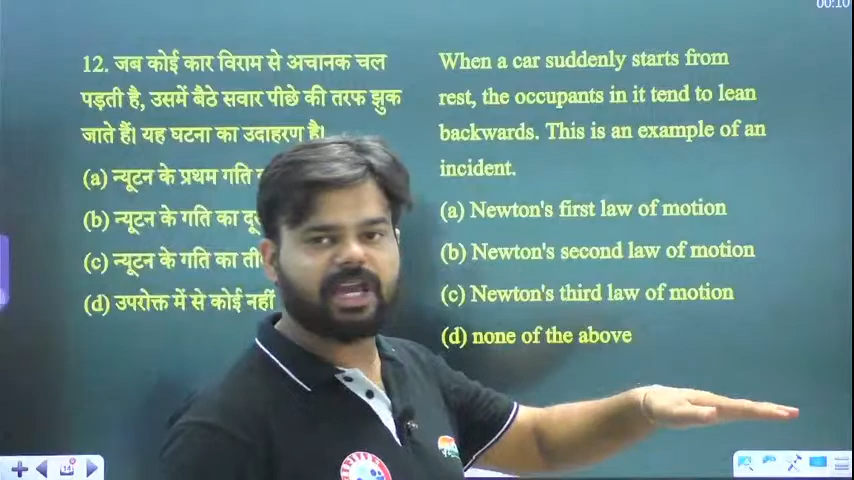 00:10
12. जब कोई कार विराम से अचानक चल
पड़ती है, उसमें बैठे सवार पीछे की तरफ झुक
जाते हैं। यह घटना का उदाहरण है।
(a) न्यूटन के प्रथम गति
(b) न्यूटन के गति का
(c) न्यूटन के गति का
(d) उपरोक्त में से कोई नहीं
When a car suddenly starts from
rest, the occupants in it tend to lean
backwards. This is an example of an
incident.
(a) Newton's first law of motion
(b) Newton's second law of motion
(c) Newton's third law of motion
(d) none of the above
14